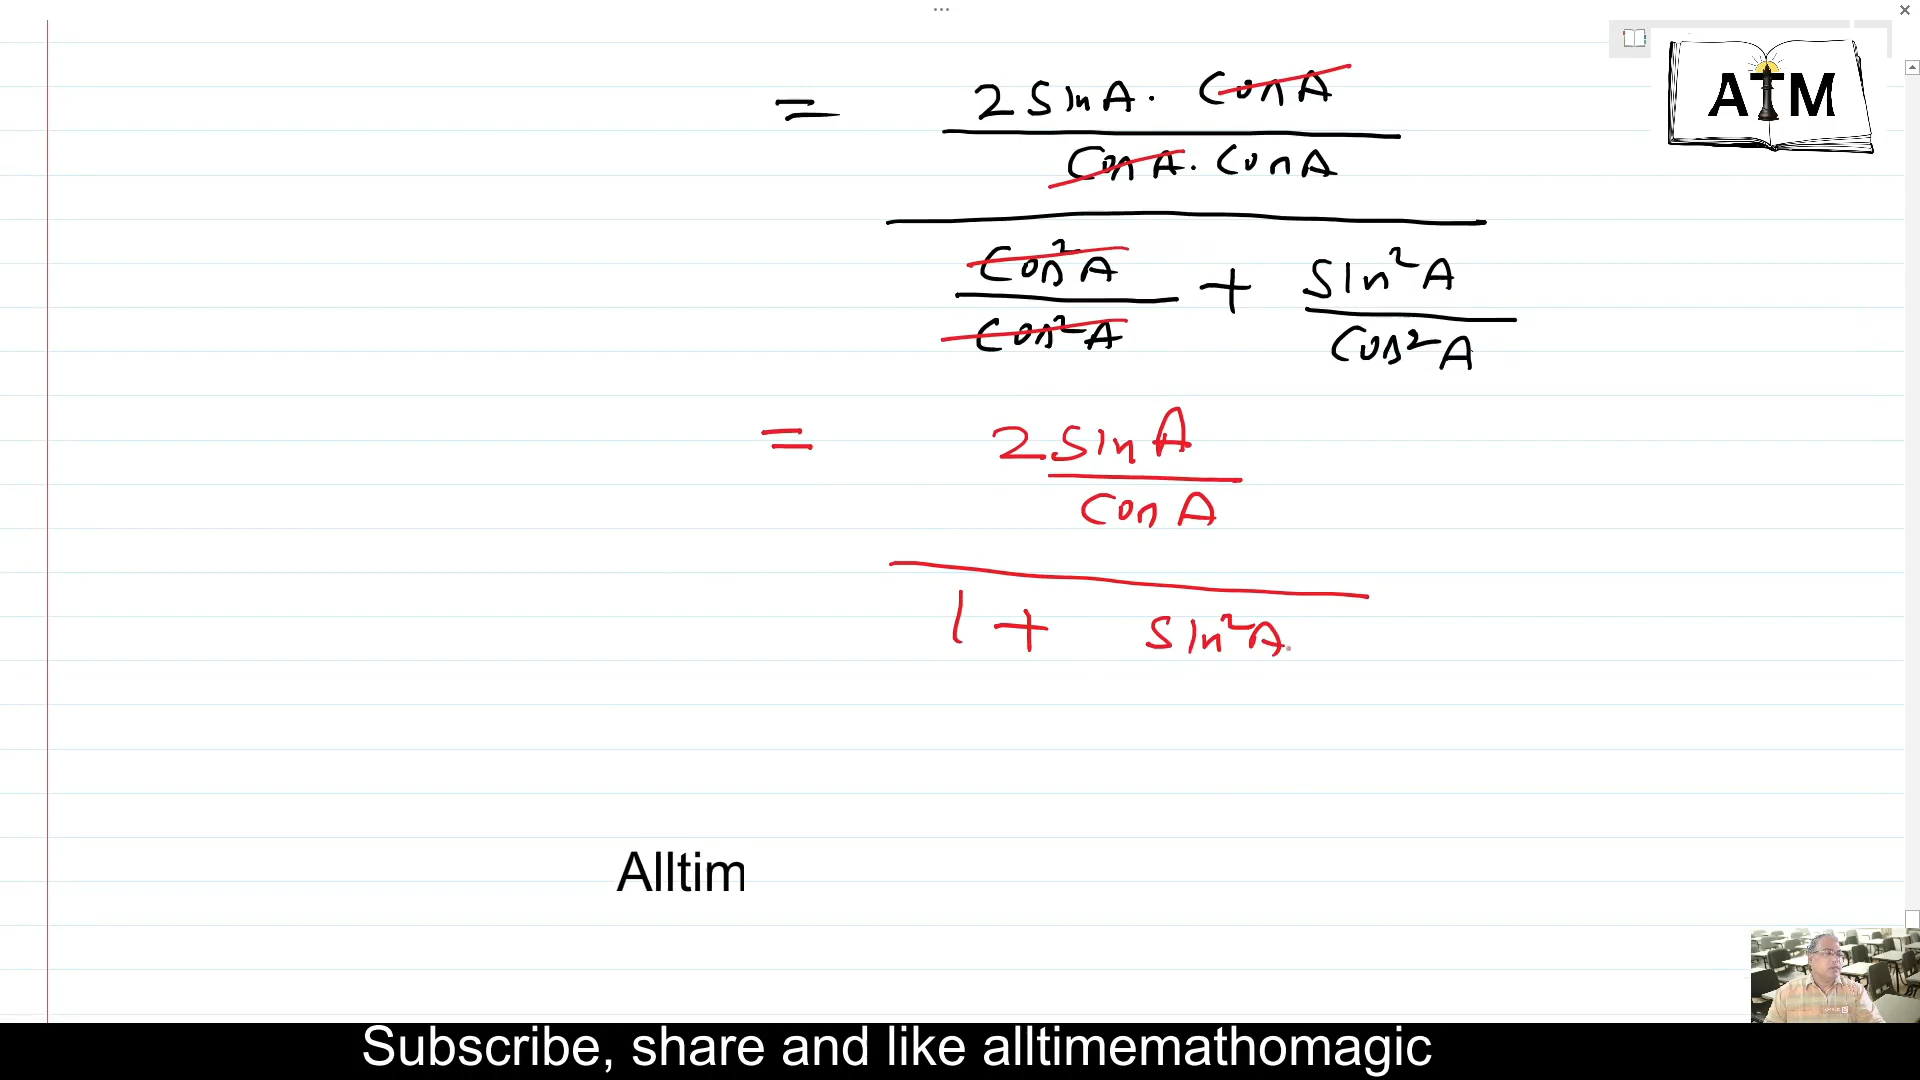 ...
ATM
= 2 sin A . cos A
cos A . cos A
cos²A + sin²A
cos²A cos²A
= 2 sin A
cos A
1 + sin²A
Alltim
Subscribe, share and like alltimemathomagic